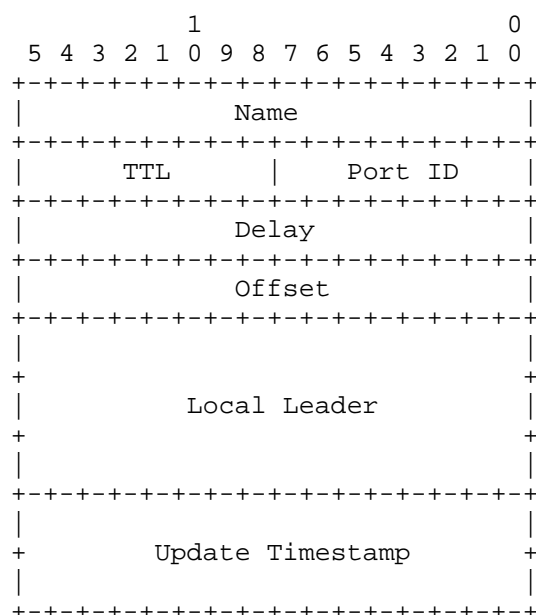 1 0
5 4 3 2 1 0 9 8 7 6 5 4 3 2 1 0
+-+-+-+-+-+-+-+-+-+-+-+-+-+-+-+-+
| Name |
+-+-+-+-+-+-+-+-+-+-+-+-+-+-+-+-+
| TTL | Port ID |
+-+-+-+-+-+-+-+-+-+-+-+-+-+-+-+-+
| Delay |
+-+-+-+-+-+-+-+-+-+-+-+-+-+-+-+-+
| Offset |
+-+-+-+-+-+-+-+-+-+-+-+-+-+-+-+-+
| |
+ +
| Local Leader |
+ +
| |
+-+-+-+-+-+-+-+-+-+-+-+-+-+-+-+-+
| |
+ Update Timestamp +
| |
+-+-+-+-+-+-+-+-+-+-+-+-+-+-+-+-+